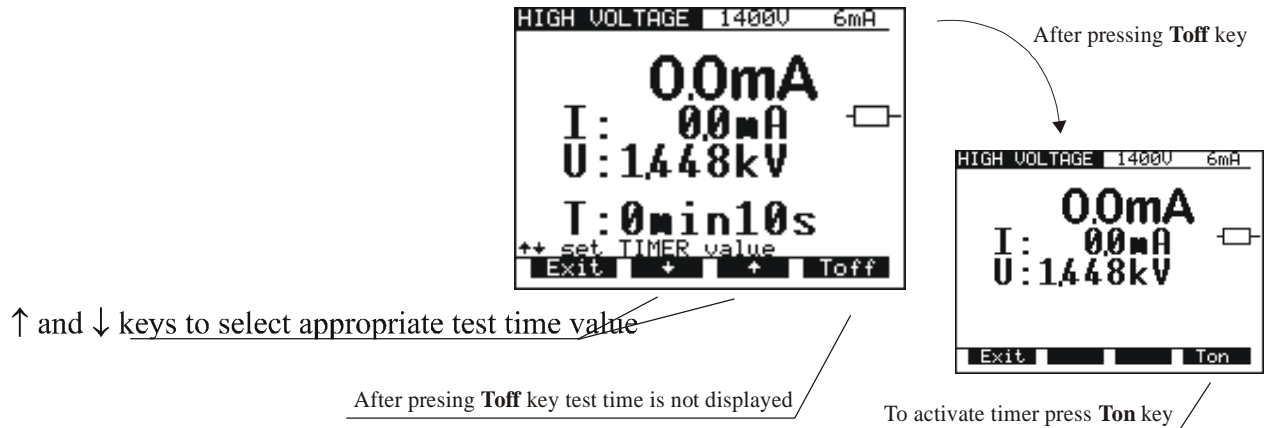 HIGH VOLTAGE 1400V 6mA
0.0mA
I: 0.0mA
U:1.448kV
T:0min10s
↑↓ set TIMER value
Exit ↓ ↑ Toff
After pressing Toff key
HIGH VOLTAGE 1400V 6mA
0.0mA
I: 0.0mA
U:1.448kV
Exit Ton
↑ and ↓ keys to select appropriate test time value
After presing Toff key test time is not displayed
To activate timer press Ton key